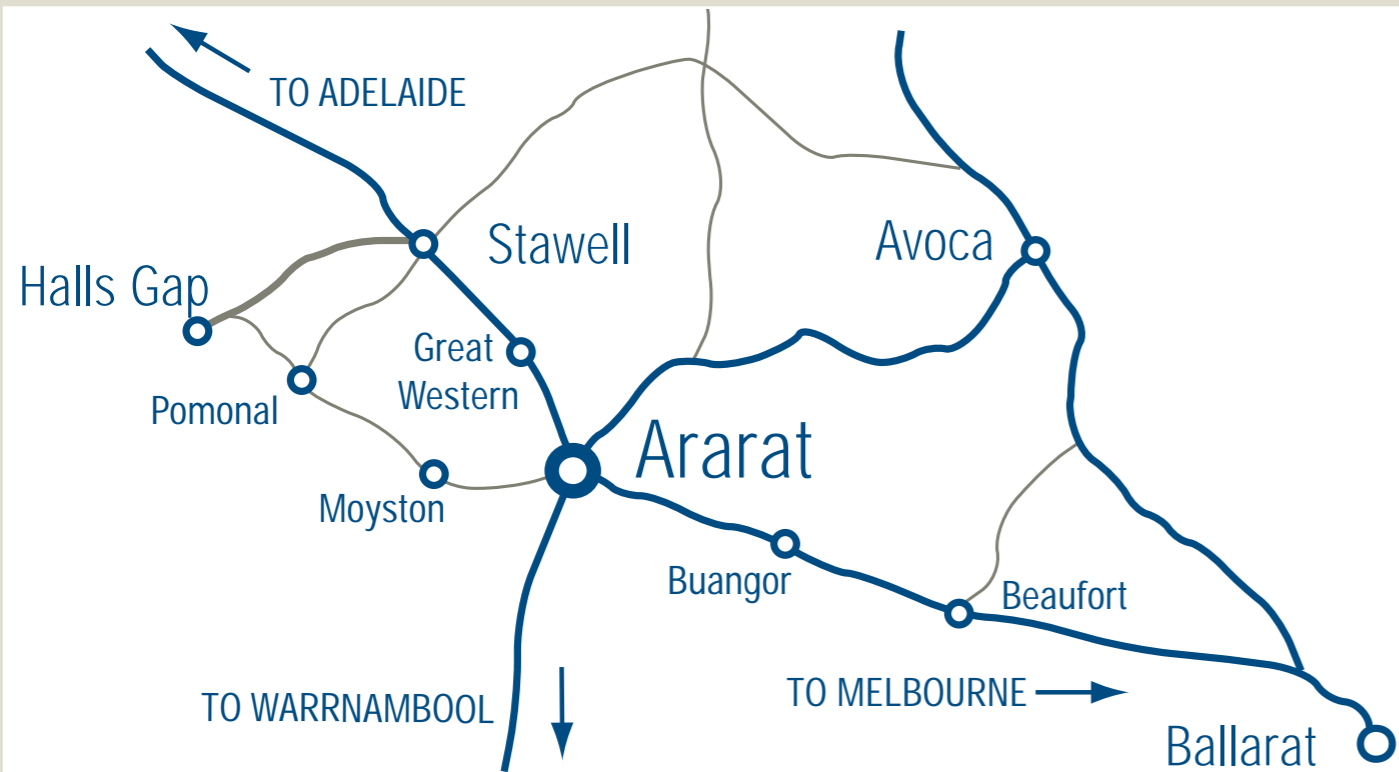 TO ADELAIDE
Stawell
Avoca
Halls Gap
Great
Western
Pomonal
Ararat
Moyston
Buangor
Beaufort
TO WARRNAMBOOL
TO MELBOURNE
Ballarat